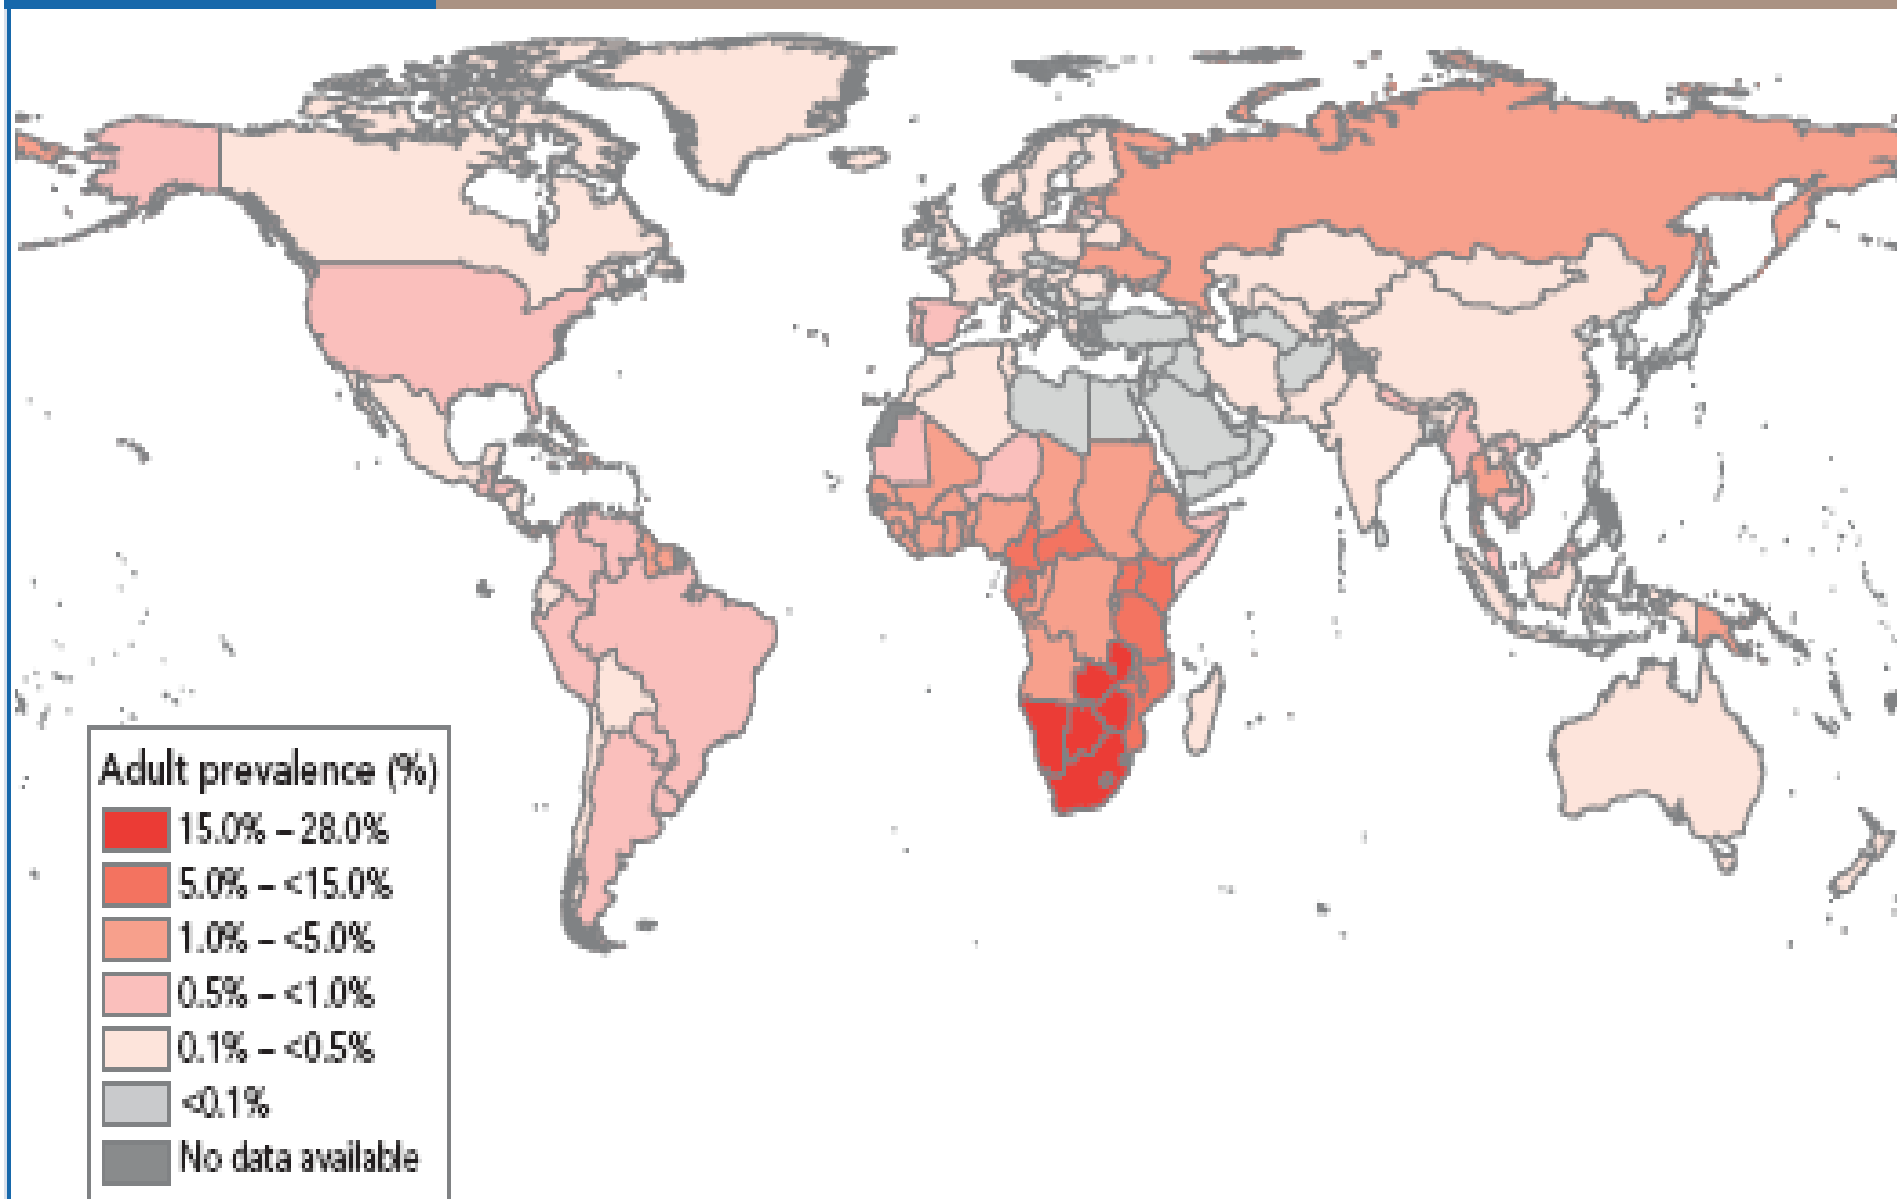 Adult prevalence (%)
15.0% – 28.0%
5.0% – <15.0%
1.0% – <5.0%
0.5% – <1.0%
0.1% – <0.5%
<0.1%
No data available